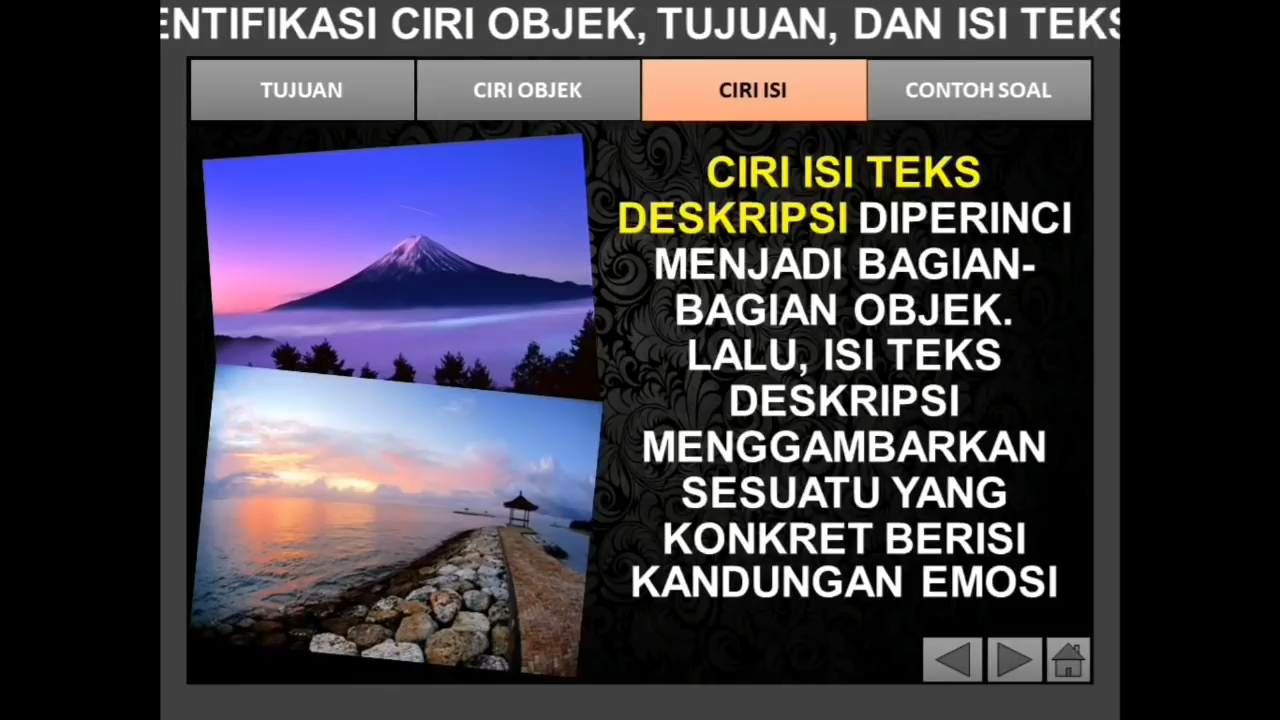 ENTIFIKASI CIRI OBJEK, TUJUAN, DAN ISI TEKS
TUJUAN
CIRI OBJEK
CIRI ISI
CONTOH SOAL
CIRI ISI TEKS
DESKRIPSI DIPERINCI
MENJADI BAGIAN-
BAGIAN OBJEK.
LALU, ISI TEKS
DESKRIPSI
MENGGAMBARKAN
SESUATU YANG
KONKRET BERISI
KANDUNGAN EMOSI